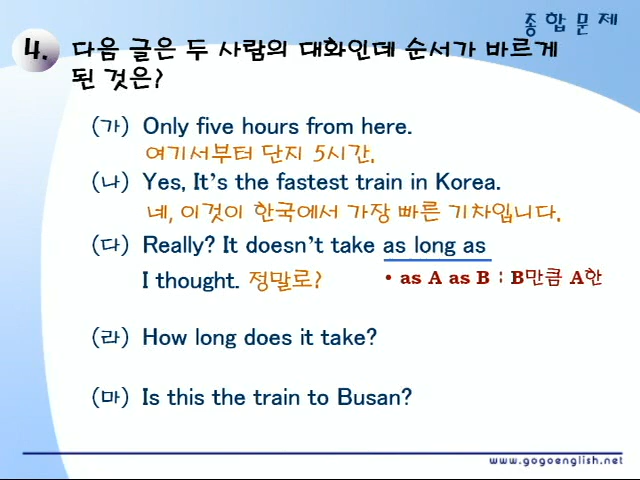 종합문제
4. 다음 글은 두 사람의 대화인데 순서가 바르게
된 것은?
(가) Only five hours from here.
여기서부터 단지 5시간.
(나) Yes, It's the fastest train in Korea.
네, 이것이 한국에서 가장 빠른 기차입니다.
(다) Really? It doesn't take as long as
I thought. 정말로? • as A as B : B만큼 A한
(라) How long does it take?
(마) Is this the train to Busan?
www.gogoenglish.net